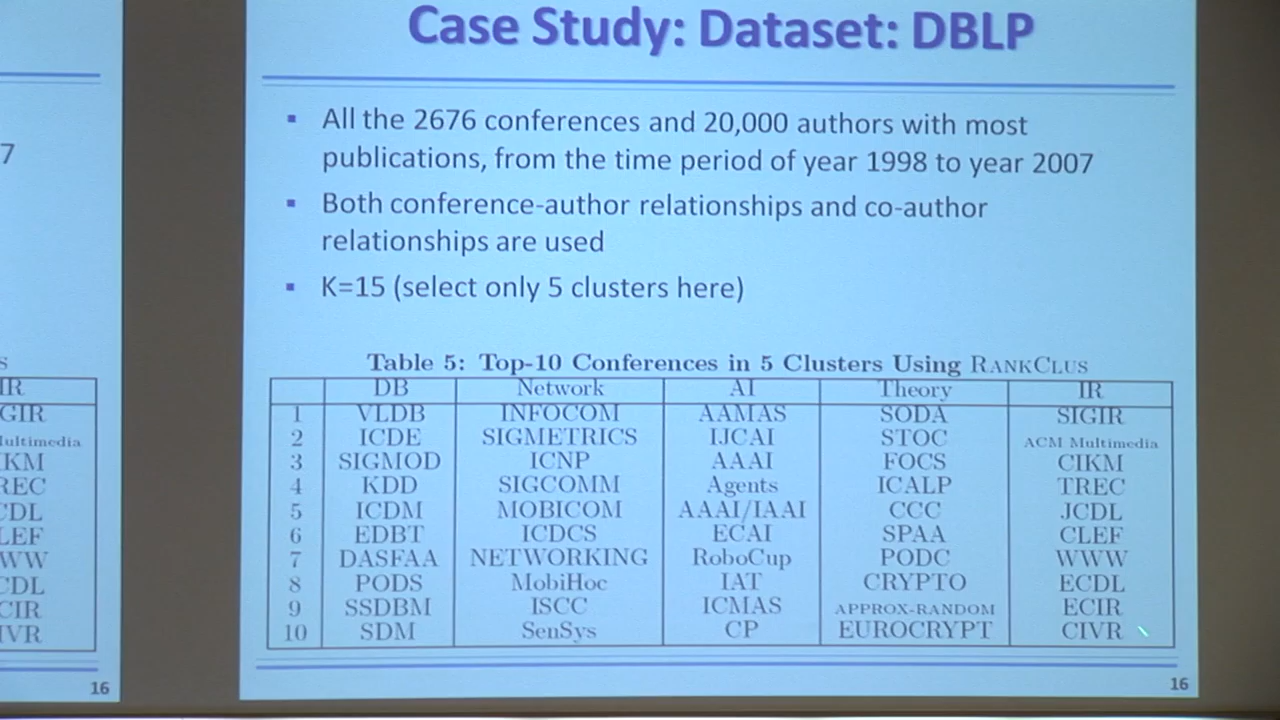 Case Study: Dataset: DBLP
All the 2676 conferences and 20,000 authors with most
publications, from the time period of year 1998 to year 2007
Both conference-author relationships and co-author
relationships are used
K=15 (select only 5 clusters here)
Table 5: Top-10 Conferences in 5 Clusters Using RANKCLUS
DB Network AI Theory IR
1 VLDB INFOCOM AAMAS SODA SIGIR
2 ICDE SIGMETRICS IJCAI STOC ACM Multimedia
3 SIGMOD ICNP AAAI FOCS CIKM
4 KDD SIGCOMM Agents ICALP TREC
5 ICDM MOBICOM AAAI/IAAI CCC JCDL
6 EDBT ICDCS ECAI SPAA CLEF
7 DASFAA NETWORKING RoboCup PODC WWW
8 PODS MobiHoc IAT CRYPTO ECDL
9 SSDBM ISCC ICMAS APPROX-RANDOM ECIR
10 SDM SenSys CP EUROCRYPT CIVR
16
7
S
IR
GIR
ultimedia
KM
REC
CDL
LEF
WW
CDL
CIR
IVR
16